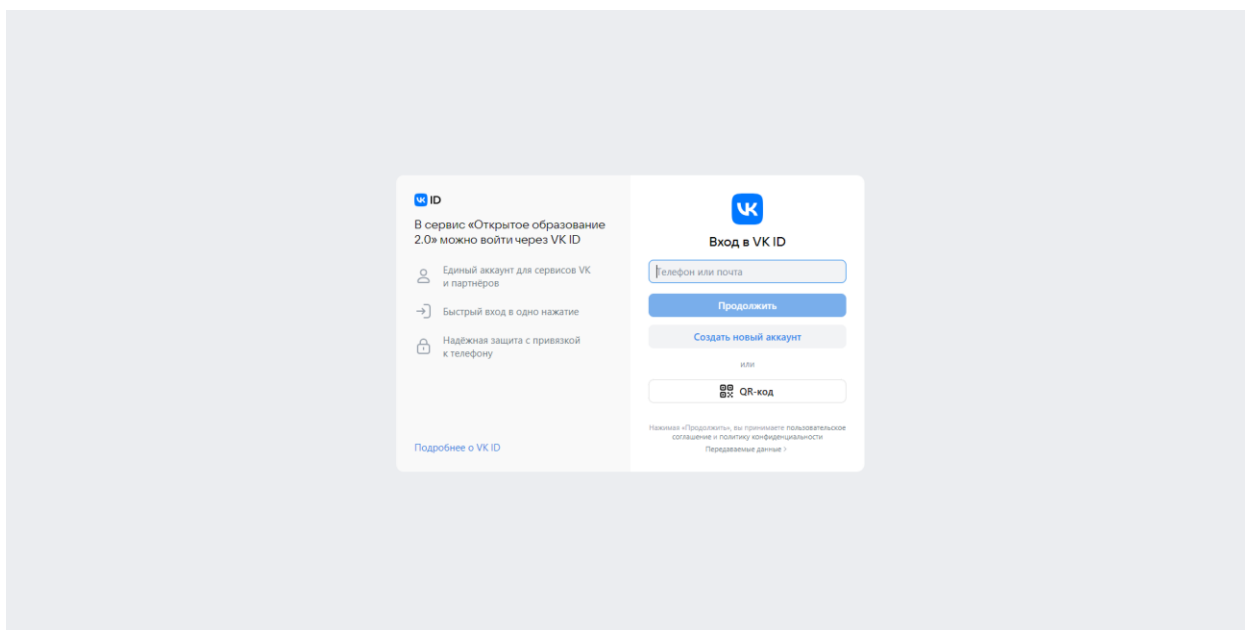 VK ID
В сервис «Открытое образование
2.0» можно войти через VK ID
Единый аккаунт для сервисов VK
и партнёров
Быстрый вход в одно нажатие
Надёжная защита с привязкой
к телефону
Подробнее о VK ID
VK
Вход в VK ID
Телефон или почта
Продолжить
Создать новый аккаунт
или
QR-код
Нажимая «Продолжить», вы принимаете пользовательское
соглашение и политику конфиденциальности
Передаваемые данные >